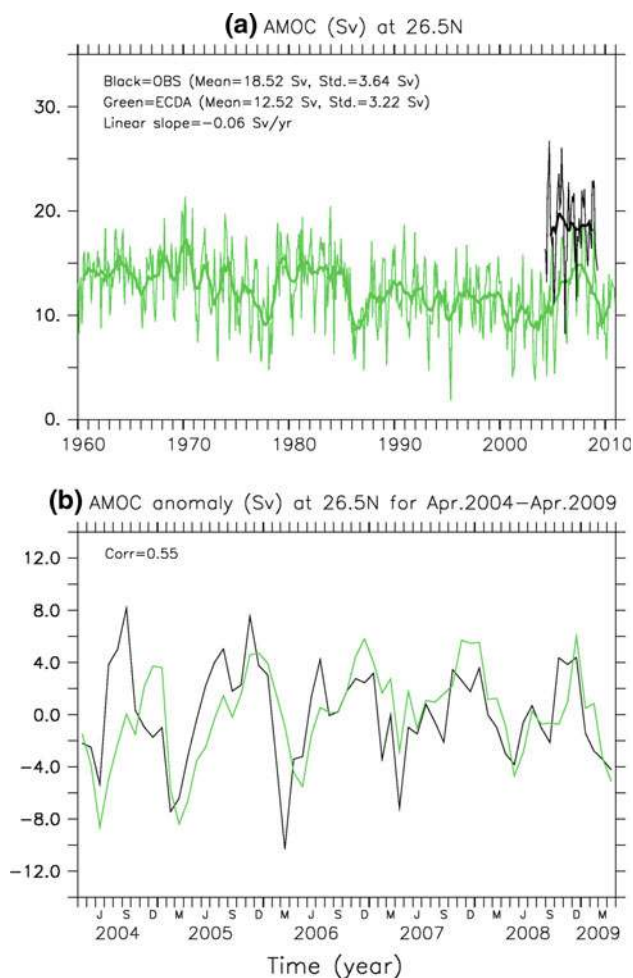 (a) AMOC (Sv) at 26.5N
Black=OBS (Mean=18.52 Sv, Std.=3.64 Sv)
Green=ECDA (Mean=12.52 Sv, Std.=3.22 Sv)
Linear slope=−0.06 Sv/yr
30.
20.
10.
0.
1960 1970 1980 1990 2000 2010
(b) AMOC anomaly (Sv) at 26.5N for Apr.2004−Apr.2009
Corr=0.55
12.0
8.0
4.0
0.0
−4.0
−8.0
−12.0
J S D M J S D M J S D M J S D M J S D M
2004 2005 2006 2007 2008 2009
Time (year)